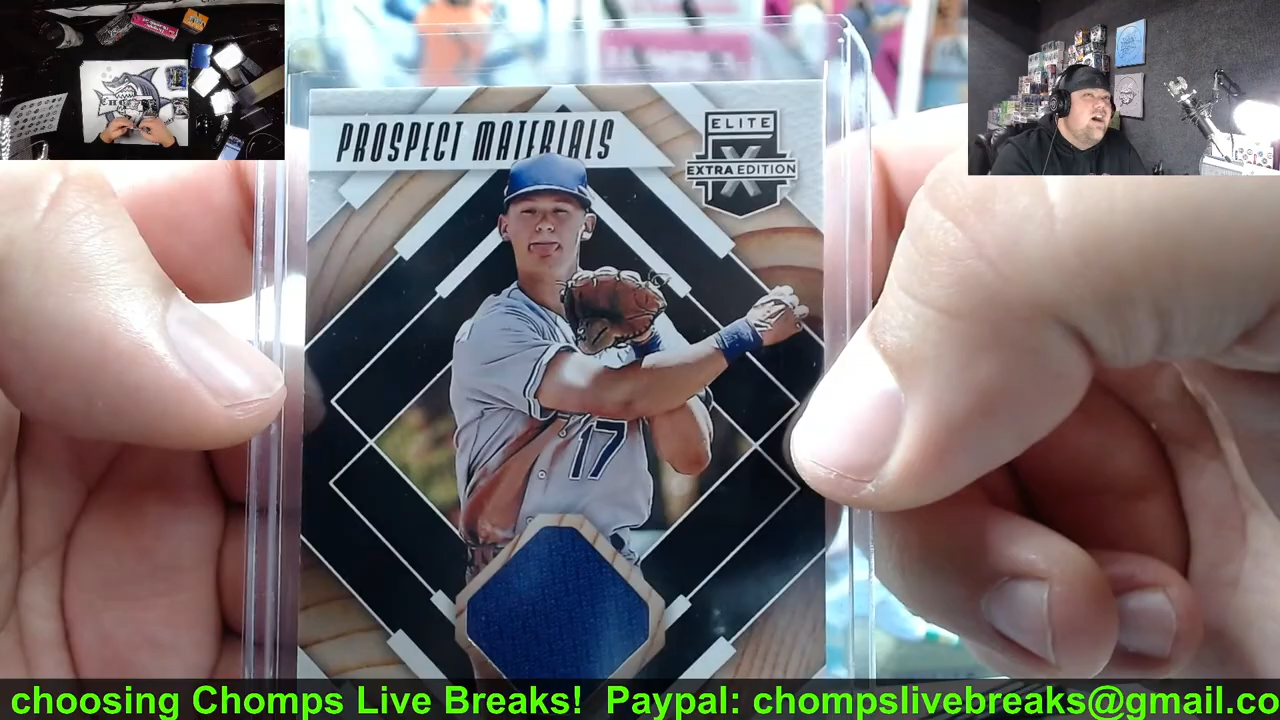 PROSPECT MATERIALS
ELITE
X
EXTRA EDITION
17
choosing Chomps Live Breaks! Paypal: chompslivebreaks@gmail.co